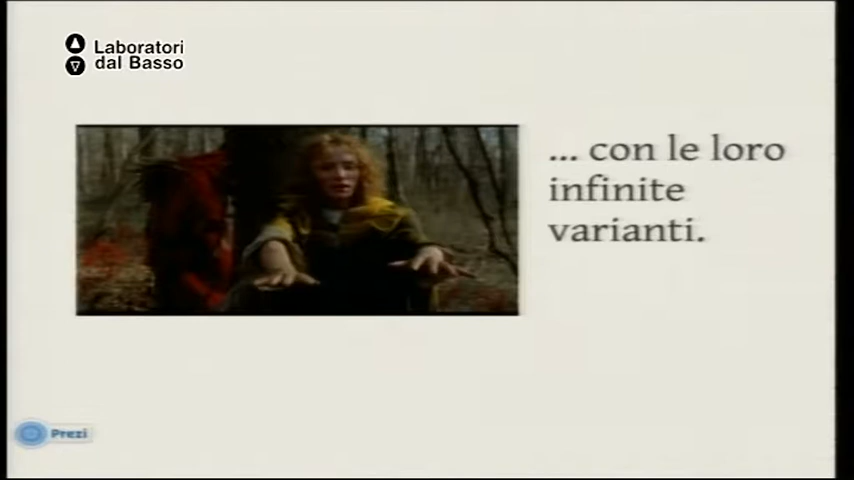 Laboratori
dal Basso
... con le loro
infinite
varianti.
Prezi